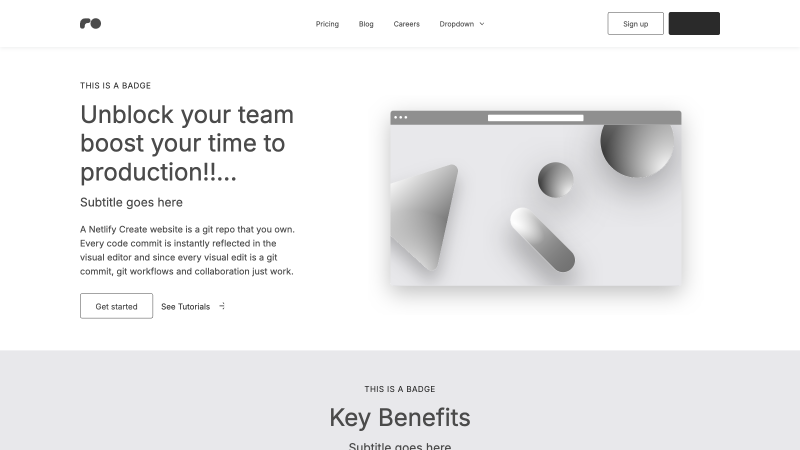 Pricing
Blog
Careers
Dropdown
Sign up
THIS IS A BADGE
Unblock your team
boost your time to
production!!...
Subtitle goes here
A Netlify Create website is a git repo that you own.
Every code commit is instantly reflected in the
visual editor and since every visual edit is a git
commit, git workflows and collaboration just work.
Get started
See Tutorials
THIS IS A BADGE
Key Benefits
Subtitle goes here